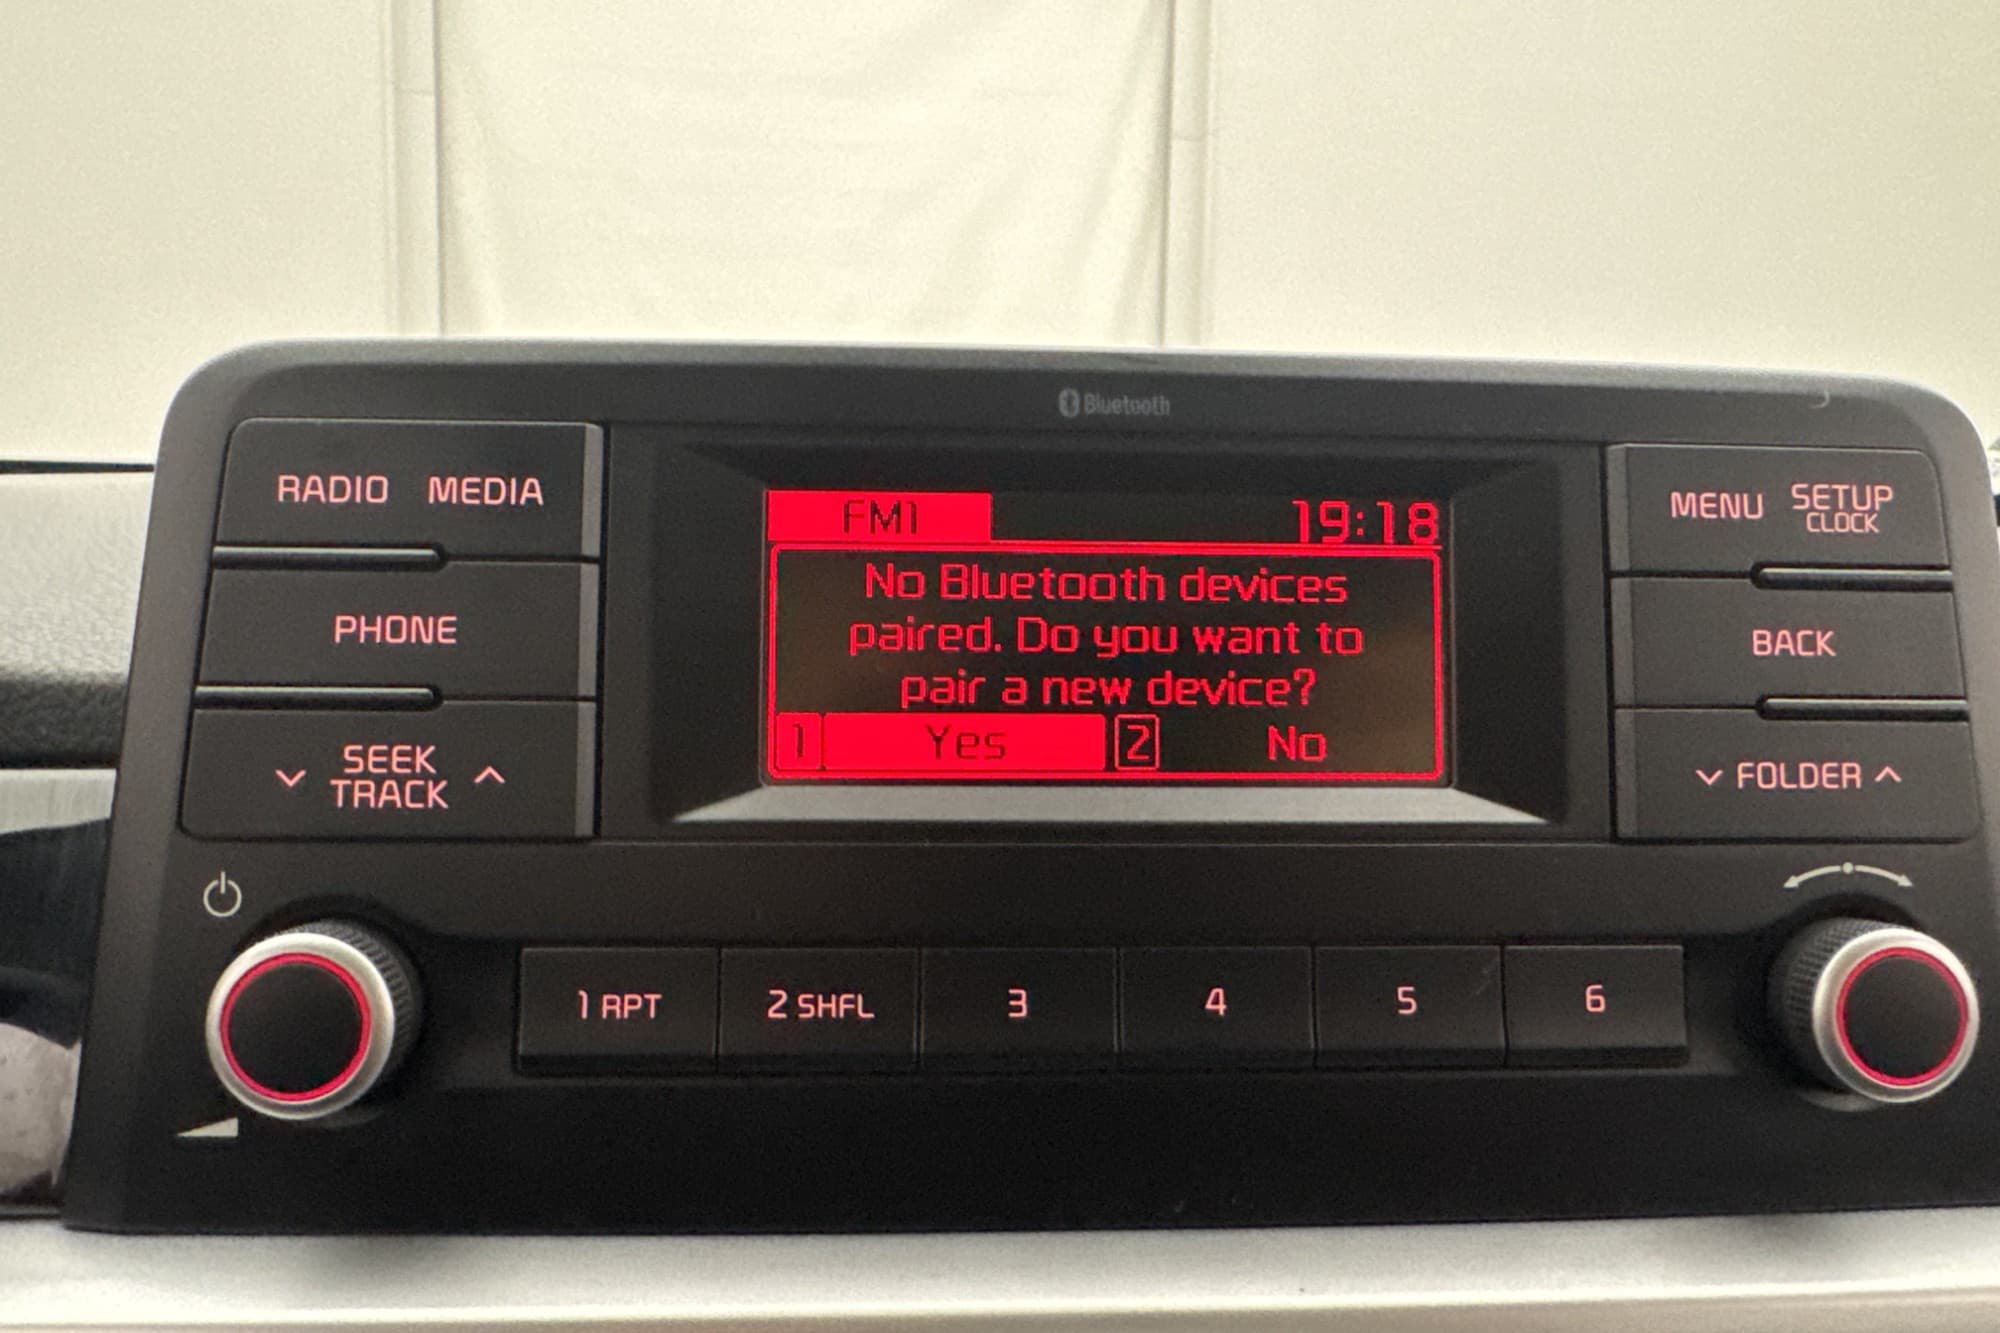 Bluetooth
RADIO MEDIA
PHONE
SEEK
TRACK
FM1 19:18
No Bluetooth devices
paired. Do you want to
pair a new device?
1 Yes 2 No
MENU SETUP
CLOCK
BACK
FOLDER
1 RPT 2 SHFL 3 4 5 6